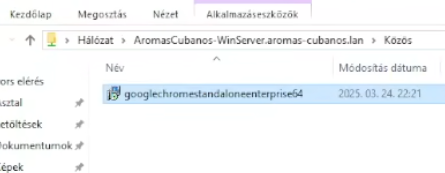 Kezdőlap Megosztás Nézet Alkalmazáseszközök
Hálózat › AromasCubanos-WinServer.aromas-cubanos.lan › Közös
Név Módosítás dátuma
ors elérés
googlechromestandaloneenterprise64 2025. 03. 24. 22:21
sztal
etöltések
okumentumok
épek